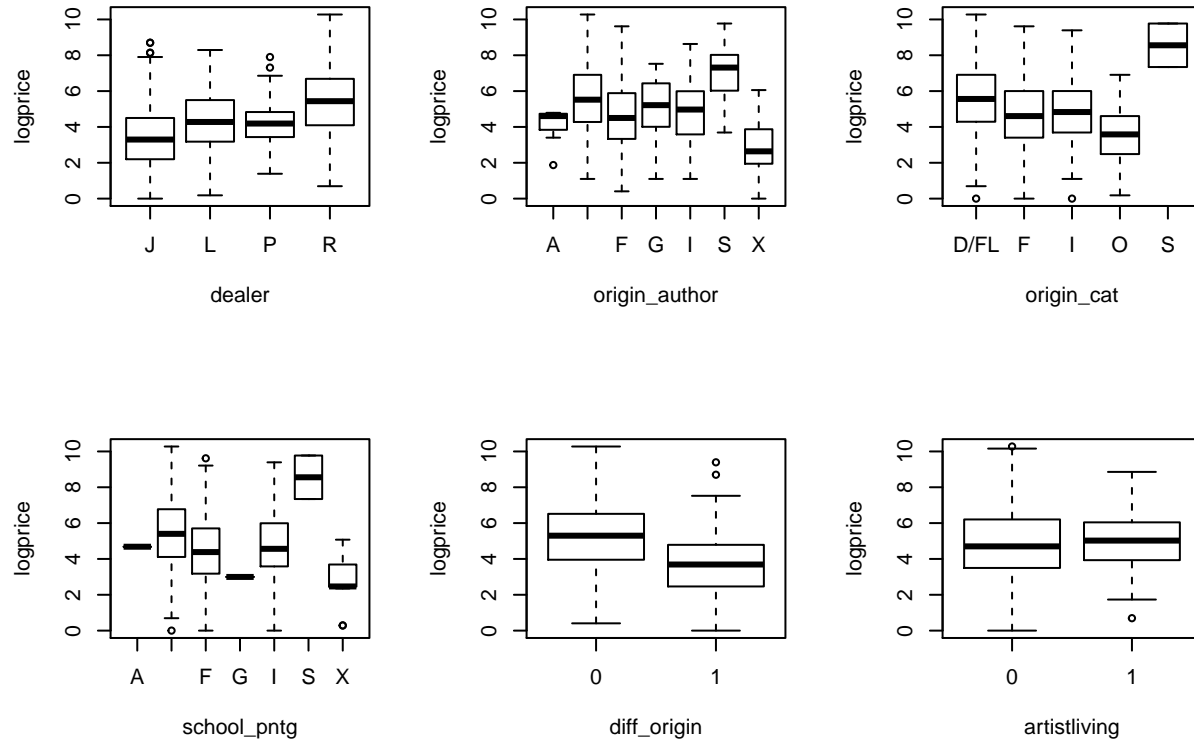 logprice
0 2 4 6 8 10
J L P R
dealer
logprice
0 2 4 6 8 10
A F G I S X
origin_author
logprice
0 2 4 6 8 10
D/FL F I O S
origin_cat
logprice
0 2 4 6 8 10
A F G I S X
school_pntg
logprice
0 2 4 6 8 10
0 1
diff_origin
logprice
0 2 4 6 8 10
0 1
artistliving